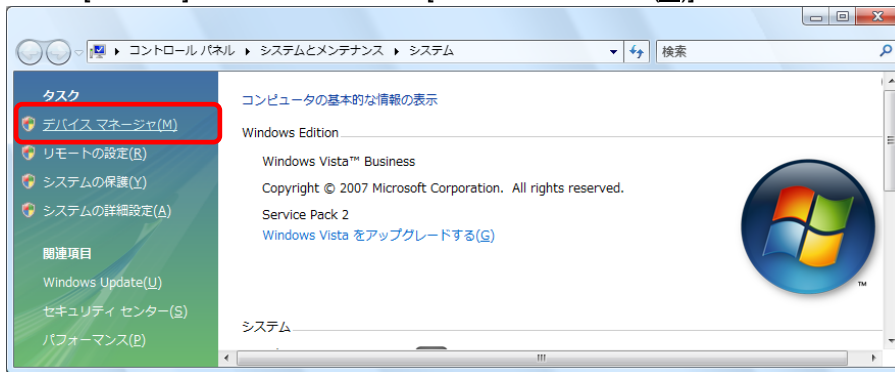 コントロール パネル ▸ システムとメンテナンス ▸ システム
検索
タスク
デバイス マネージャ(M)
リモートの設定(R)
システムの保護(Y)
システムの詳細設定(A)
関連項目
Windows Update(U)
セキュリティ センター(S)
パフォーマンス(P)
コンピュータの基本的な情報の表示
Windows Edition
Windows Vista™ Business
Copyright © 2007 Microsoft Corporation. All rights reserved.
Service Pack 2
Windows Vista をアップグレードする(G)
システム
TM